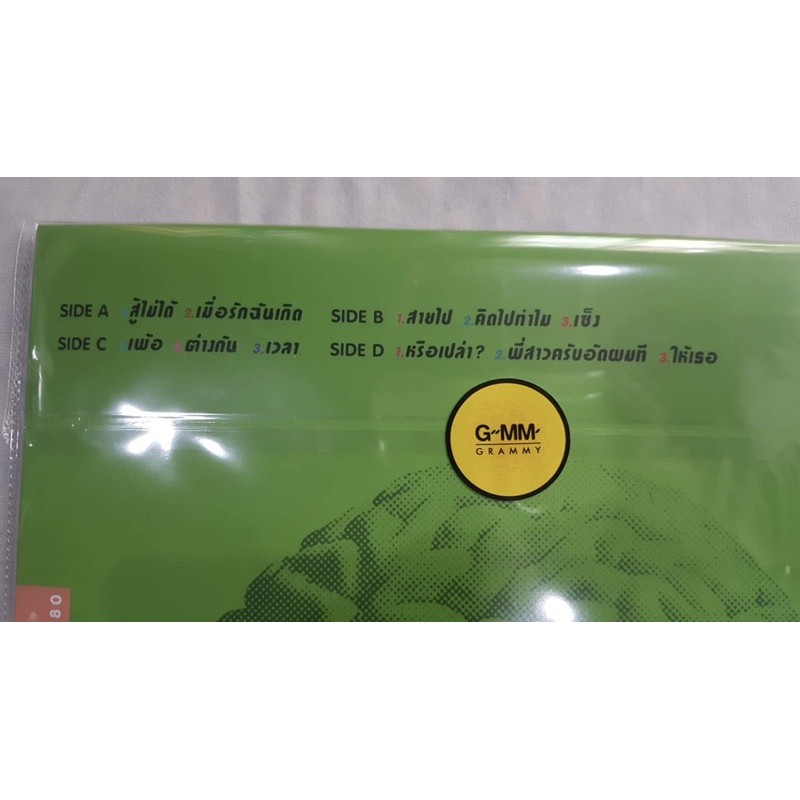 SIDE A 1.สู้ไม่ได้ 2.เมื่อรักฉันเกิด SIDE B 1.สายไป 2.คิดไปทำไม 3.เซ็ง
SIDE C 1.เพ้อ 2.ต่างกัน 3.เวลา SIDE D 1.หรือเปล่า? 2.พี่สาวครับอัดผมที 3.ให้เธอ
G"MM'
GRAMMY
80